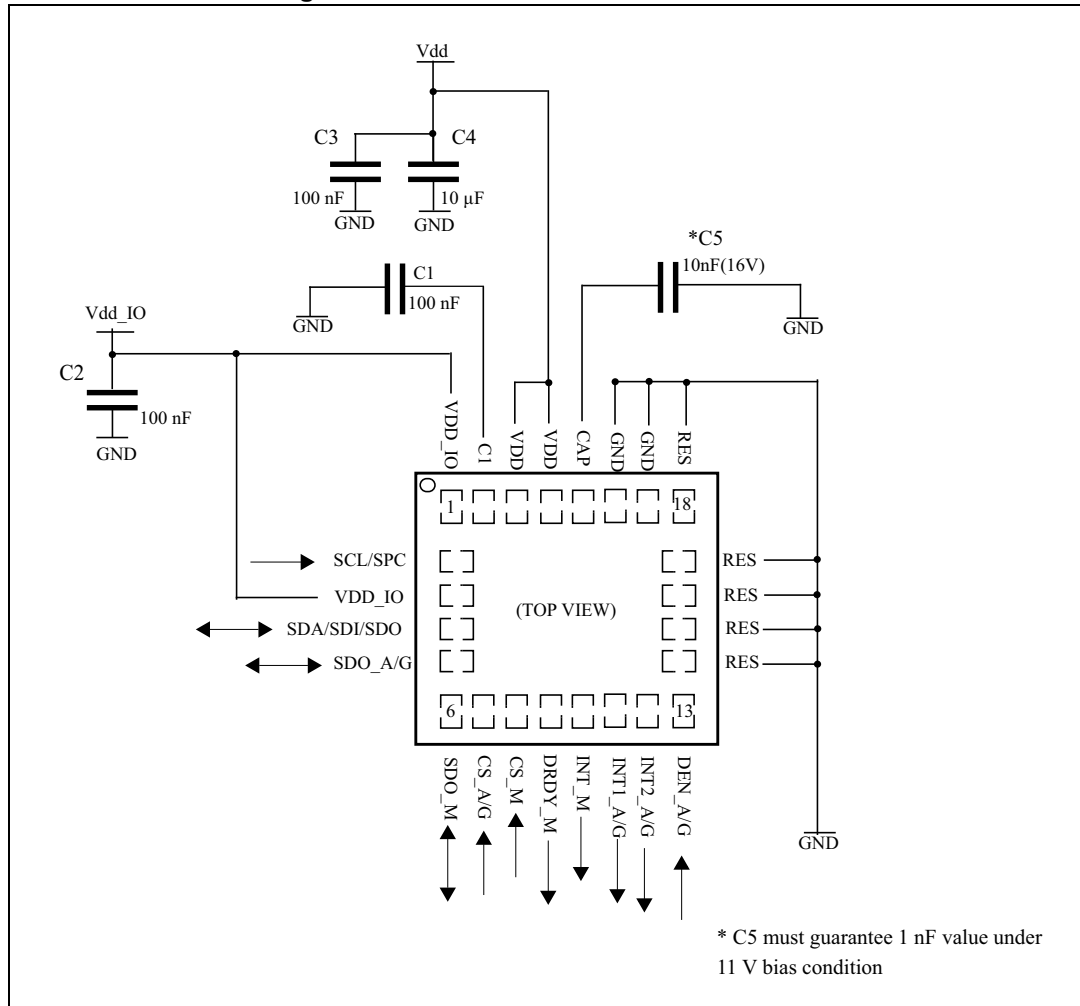 Vdd
C3
C4
100 nF
10 µF
GND
GND
*C5
10nF(16V)
C1
100 nF
GND
GND
Vdd_IO
C2
100 nF
GND
VDD_IO
C1
VDD
VDD
CAP
GND
GND
RES
1
18
SCL/SPC
RES
VDD_IO
RES
(TOP VIEW)
SDA/SDI/SDO
RES
SDO_A/G
RES
6
13
SDO_M
CS_A/G
CS_M
DRDY_M
INT_M
INT1_A/G
INT2_A/G
DEN_A/G
GND
* C5 must guarantee 1 nF value under
11 V bias condition